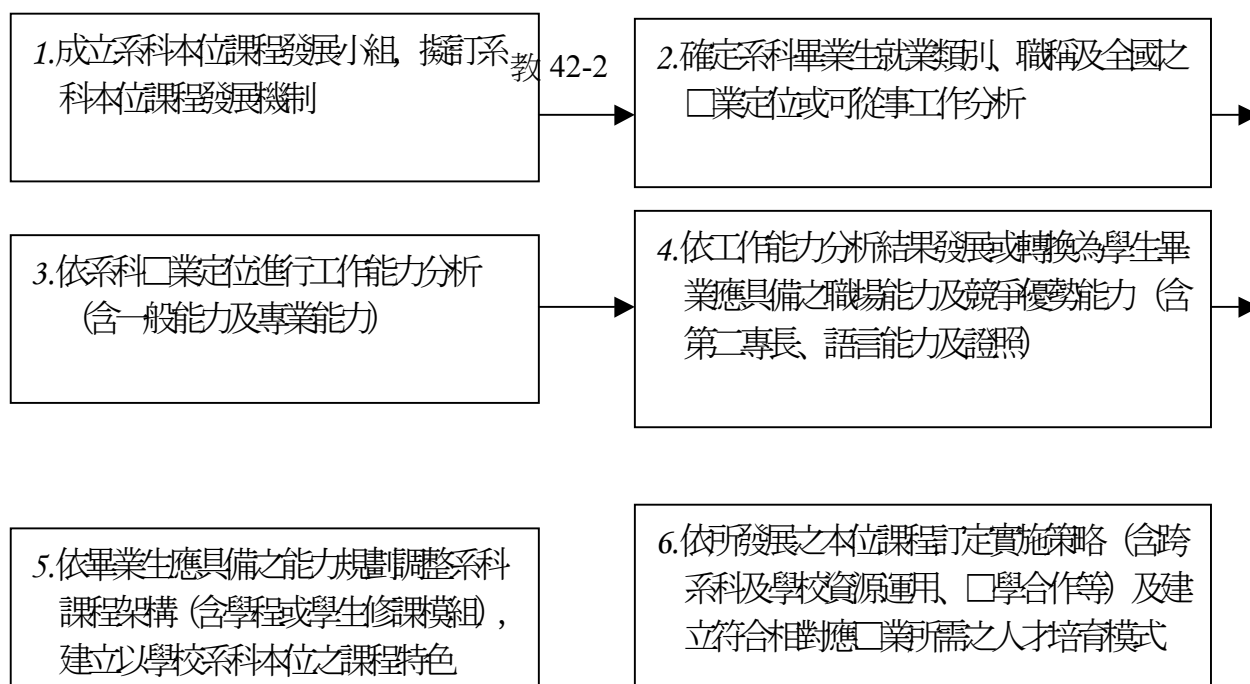 1.成立系科本位課程發展小組，擬訂系
科本位課程發展機制
教 42-2
2.確定系科畢業生就業類別、職稱及全國之
□業定位或可從事工作分析
3.依系科□業定位進行工作能力分析
（含一般能力及專業能力）
4.依工作能力分析結果發展或轉換為學生畢
業應具備之職場能力及競爭優勢能力（含
第二專長、語言能力及證照）
5.依畢業生應具備之能力規劃調整系科
課程架構（含學程或學生修課模組），
建立以學校系科本位之課程特色
6.依所發展之本位課程訂定實施策略（含跨
系科及學校資源運用、□學合作等）及建
立符合相對應□業所需之人才培育模式